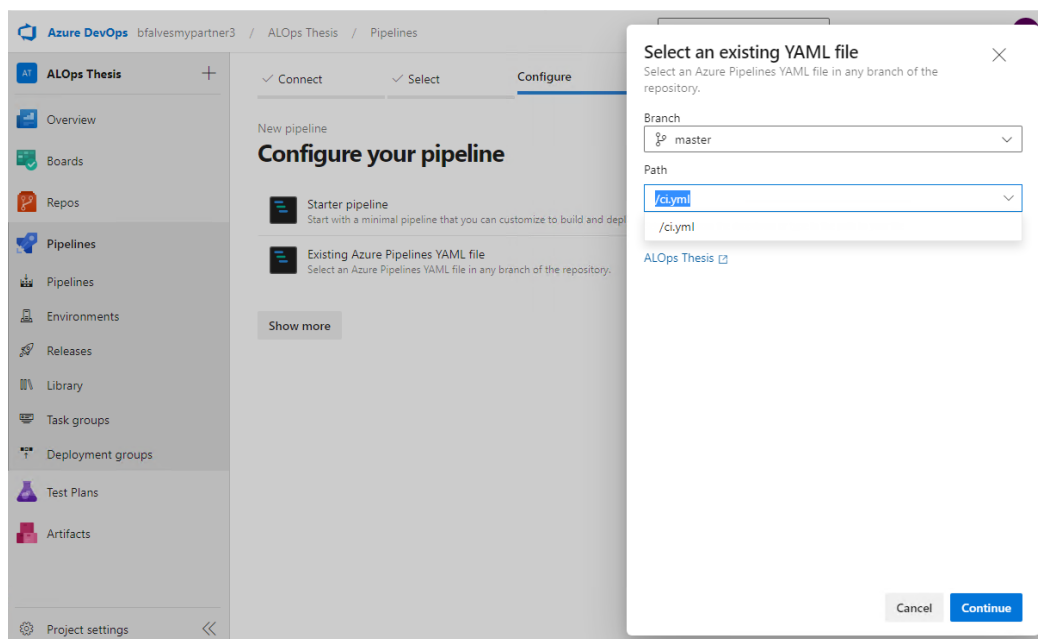 Azure DevOps bfalvesmypartner3 / ALOps Thesis / Pipelines
AT ALOps Thesis
Overview
Boards
Repos
Pipelines
Pipelines
Environments
Releases
Library
Task groups
Deployment groups
Test Plans
Artifacts
Project settings
Connect
Select
Configure
New pipeline
Configure your pipeline
Starter pipeline
Start with a minimal pipeline that you can customize to build and depl
Existing Azure Pipelines YAML file
Select an Azure Pipelines YAML file in any branch of the repository.
Show more
Select an existing YAML file
Select an Azure Pipelines YAML file in any branch of the
repository.
Branch
master
Path
/ci.yml
/ci.yml
ALOps Thesis
Cancel
Continue